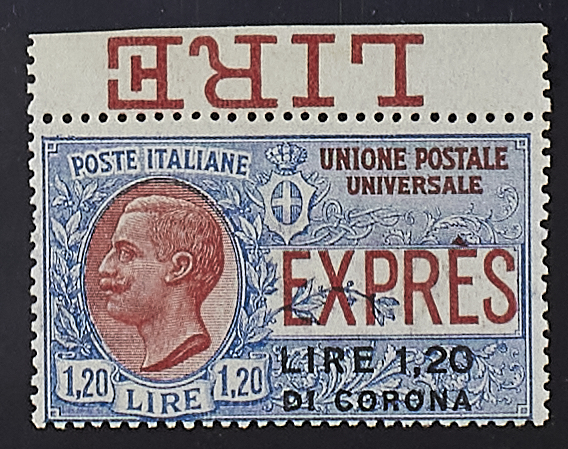 LIRE
POSTE ITALIANE
UNIONE POSTALE
UNIVERSALE
EXPRÈS
LIRE 1,20
DI CORONA
1,20 LIRE 1,20